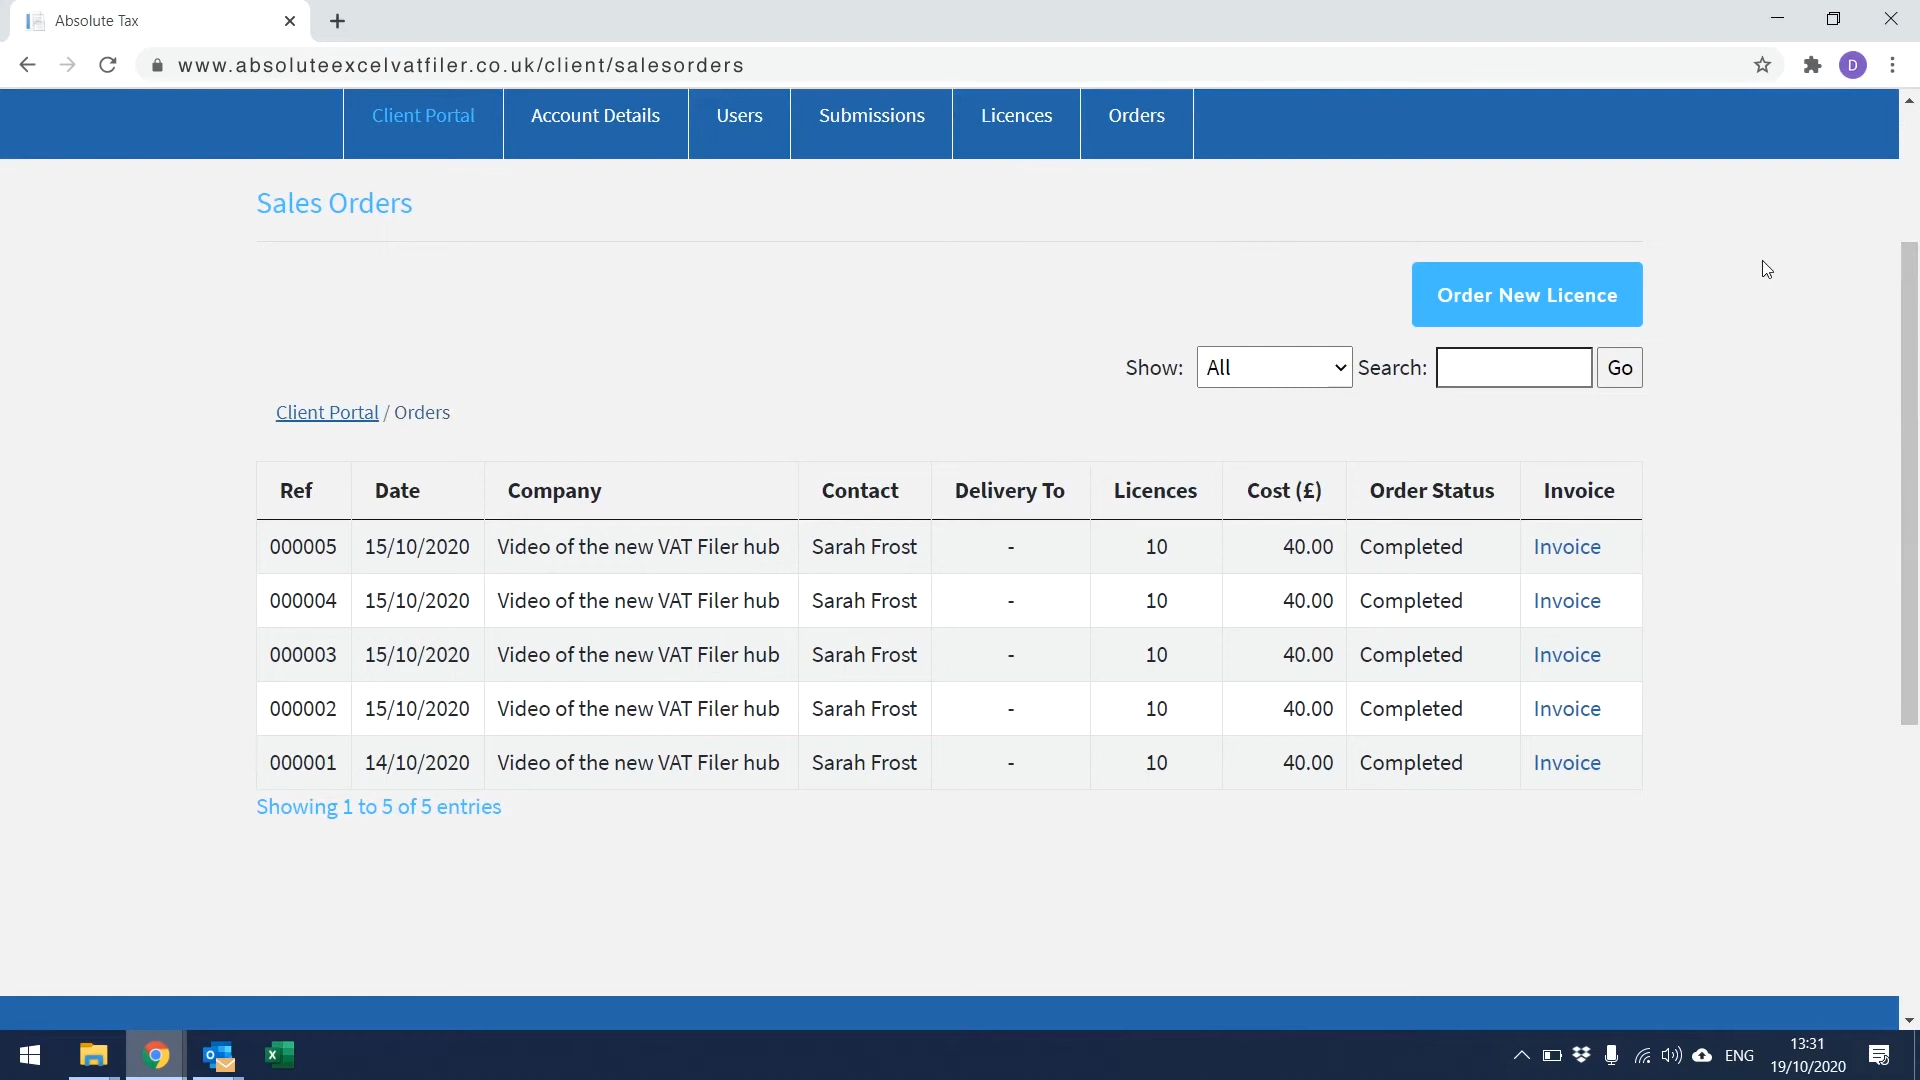 Absolute Tax
www.absoluteexcelvatfiler.co.uk/client/salesorders
D
Client Portal Account Details Users Submissions Licences Orders
Sales Orders
Order New Licence
Show: All Search: Go
Client Portal / Orders
Ref Date Company Contact Delivery To Licences Cost (£) Order Status Invoice
000005 15/10/2020 Video of the new VAT Filer hub Sarah Frost - 10 40.00 Completed Invoice
000004 15/10/2020 Video of the new VAT Filer hub Sarah Frost - 10 40.00 Completed Invoice
000003 15/10/2020 Video of the new VAT Filer hub Sarah Frost - 10 40.00 Completed Invoice
000002 15/10/2020 Video of the new VAT Filer hub Sarah Frost - 10 40.00 Completed Invoice
000001 14/10/2020 Video of the new VAT Filer hub Sarah Frost - 10 40.00 Completed Invoice
Showing 1 to 5 of 5 entries
ENG
13:31
19/10/2020